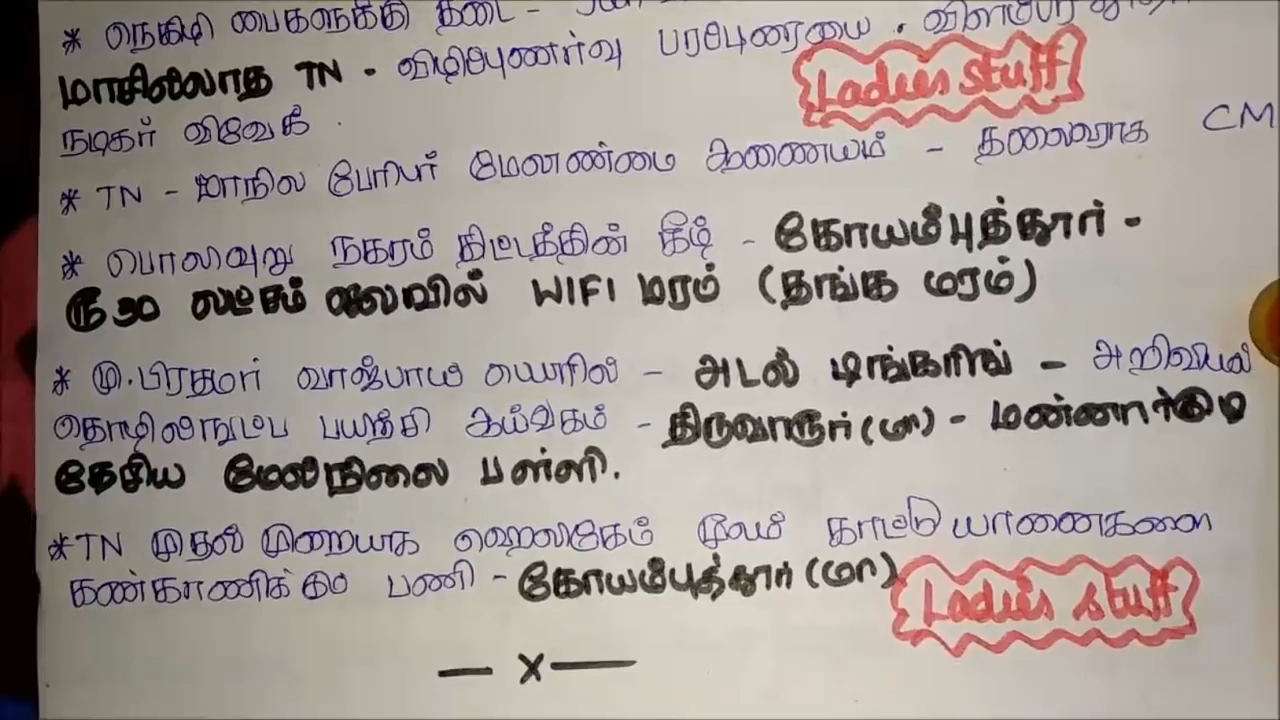 * நெகிழி பைகளுக்கு தடை -
மாசில்லாத TN - விழிப்புணர்வு பரப்புரையை . விளம்பர
Ladies stuff
நடிகர் விவேக் .
* TN - மாநில பேரிடர் மேலாண்மை ஆணையம் - தலைவராக CM
* பொலிவுறு நகரம் திட்டத்தின் கீழ் - கோயம்புத்தூர் -
ரூ 30 லட்சம் செலவில் WIFI மரம் (தங்க மரம்)
* மு.பிரதமர் வாஜ்பாய் பெயரில் - அடல் டிங்கரிங் - அறிவியல்
தொழில்நுட்ப பயிற்சி ஆய்வகம் - திருவாரூர் (மா) - மன்னார்குடி
தேசிய மேல்நிலை பள்ளி.
*TN முதல் முறையாக ஹெலிகேம் மூலம் காட்டு யானைகளை
கண்காணிக்கும் பணி - கோயம்புத்தூர் (மா)
Ladies stuff
— x —